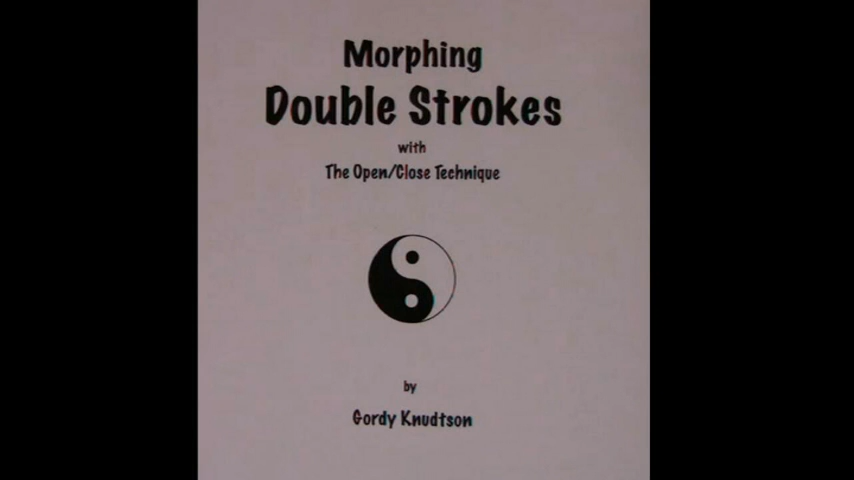 Morphing
Double Strokes
with
The Open/Close Technique
by
Gordy Knudtson